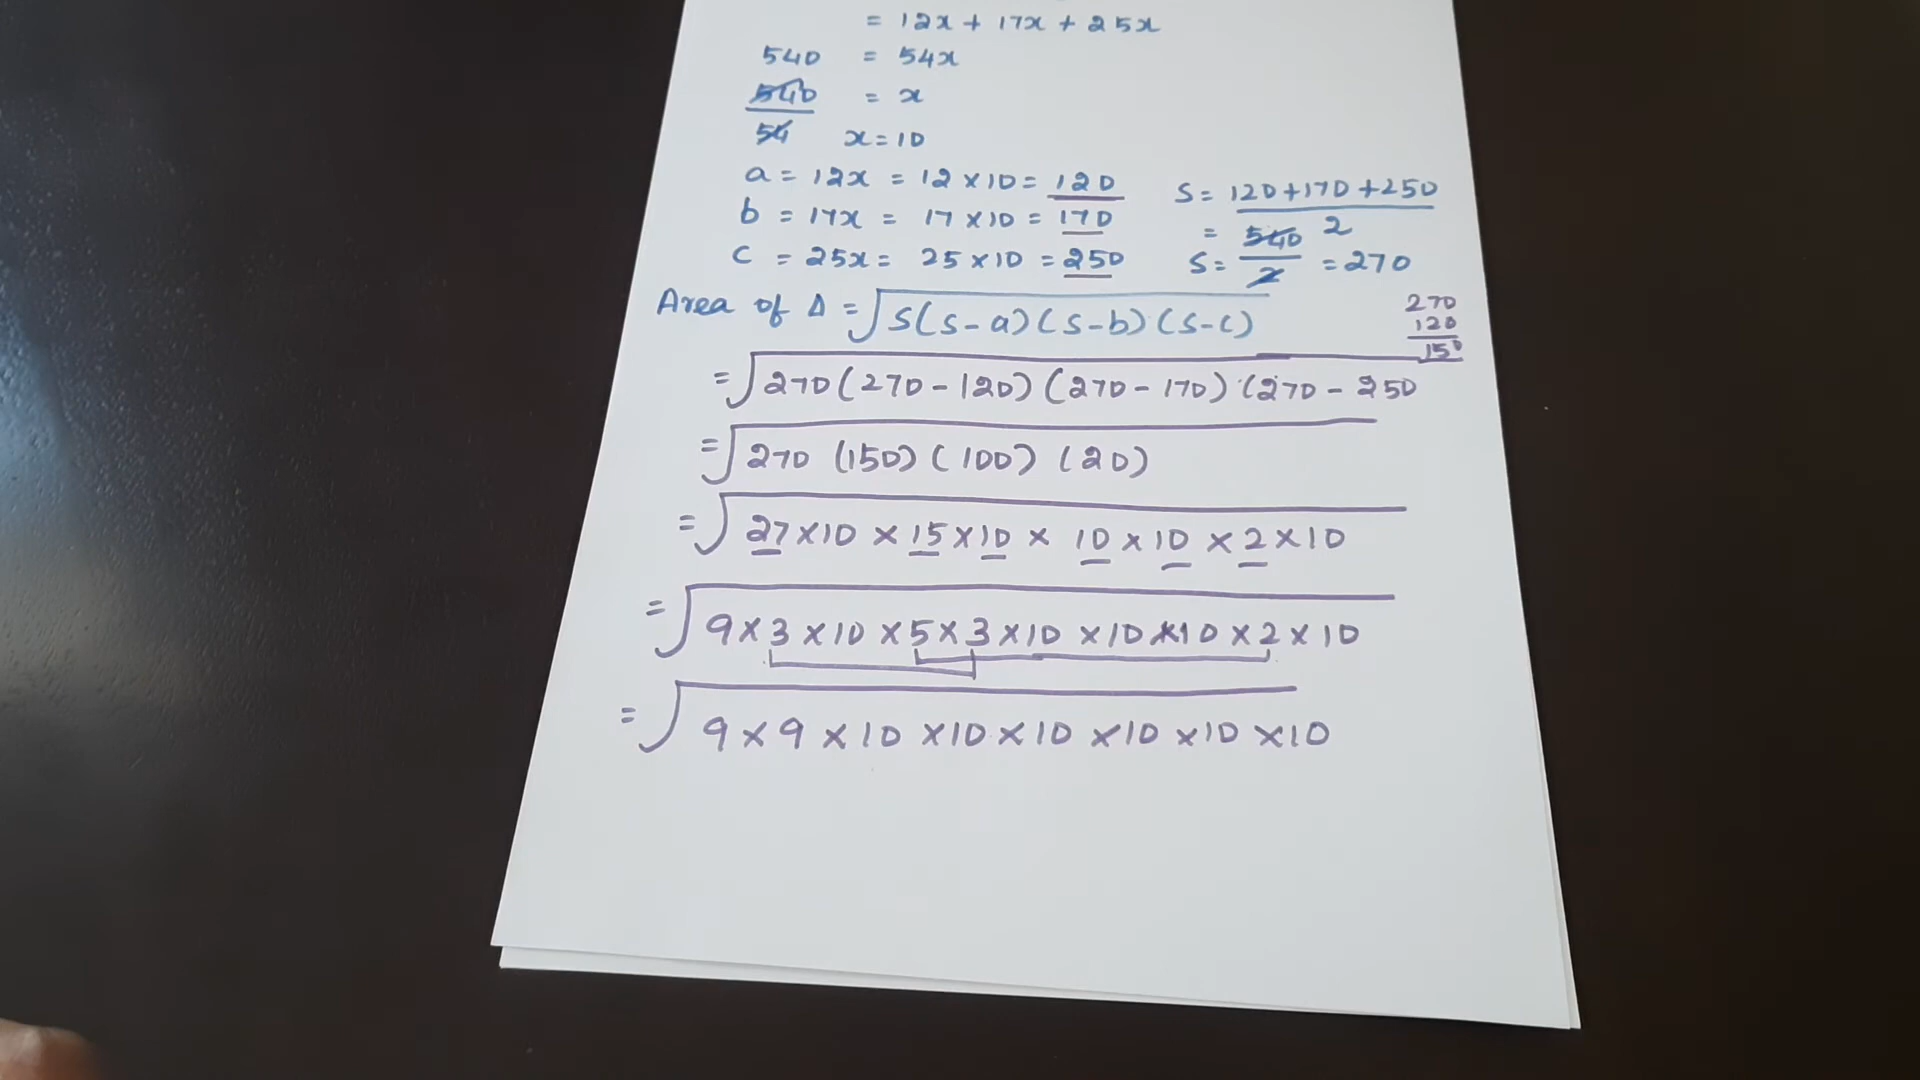 = 12x + 17x + 25x
540 = 54x
540/54 = x
x = 10
a = 12x = 12 × 10 = 120
b = 17x = 17 × 10 = 170
c = 25x = 25 × 10 = 250
S = 120+170+250 / 2
= 540
S = 540/2 = 270
270
120
150
Area of Δ = √S(S-a)(S-b)(S-c)
= √270(270-120)(270-170)(270-250
= √270 (150) (100) (20)
= √27×10 × 15×10 × 10×10 × 2×10
= √9×3×10×5×3×10×10×10×2×10
= √9×9×10×10×10×10×10×10